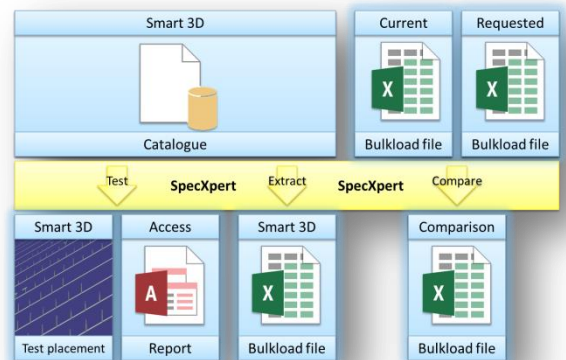 Smart 3D
Catalogue
Current
X
Bulkload file
Requested
X
Bulkload file
Test SpecXpert Extract SpecXpert Compare
Smart 3D
Test placement
Access
A
Report
Smart 3D
X
Bulkload file
Comparison
X
Bulkload file